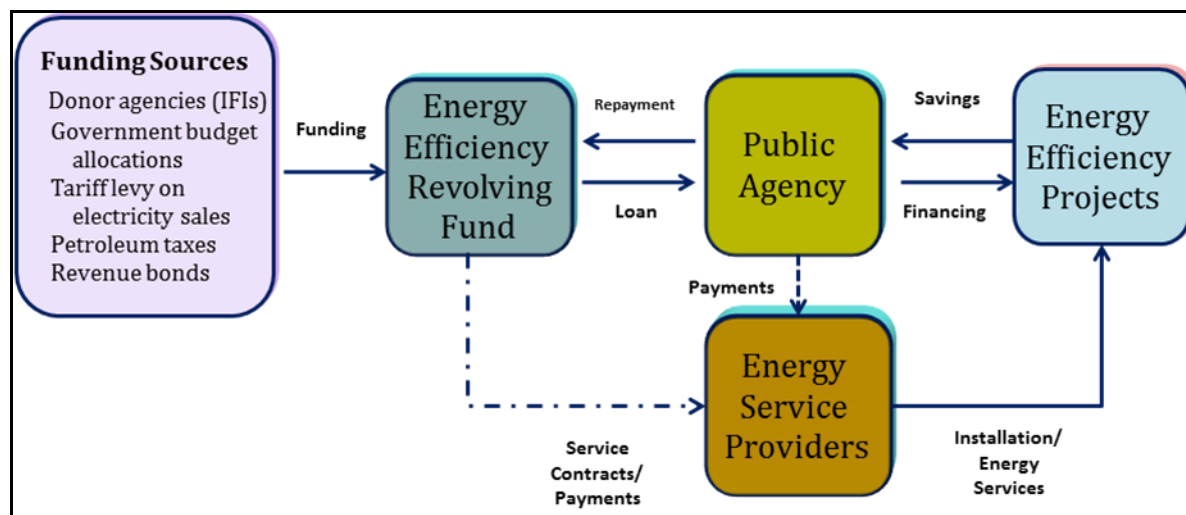 Funding Sources
Donor agencies (IFIs)
Government budget
allocations
Tariff levy on
electricity sales
Petroleum taxes
Revenue bonds
Funding
Energy
Efficiency
Revolving
Fund
Repayment
Loan
Public
Agency
Savings
Financing
Energy
Efficiency
Projects
Payments
Energy
Service
Providers
Service
Contracts/
Payments
Installation/
Energy
Services